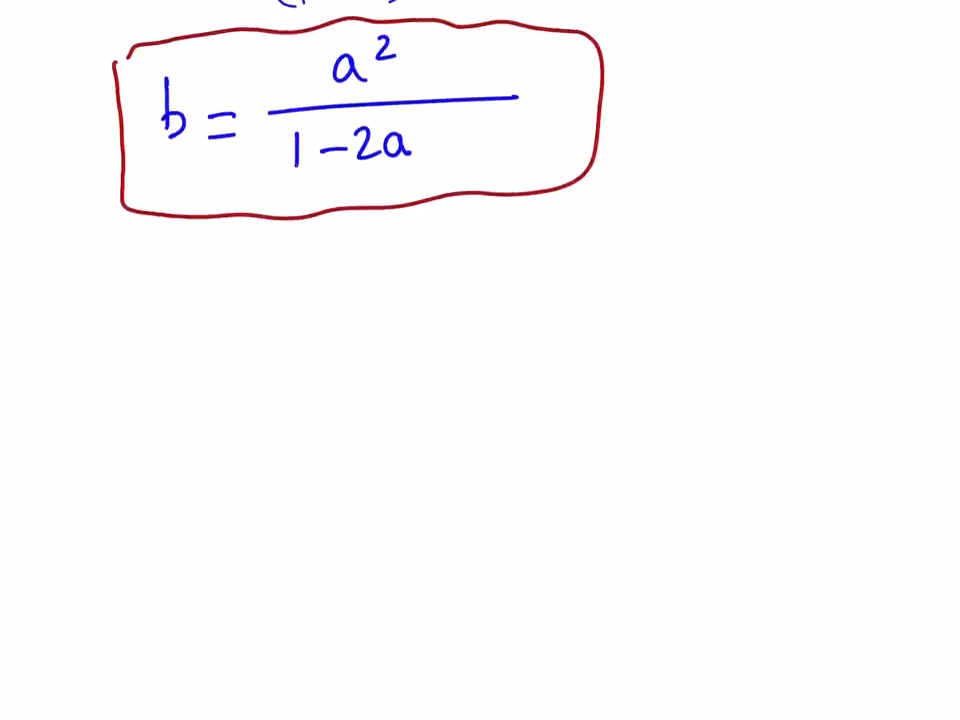 b = a² / (1 - 2a)